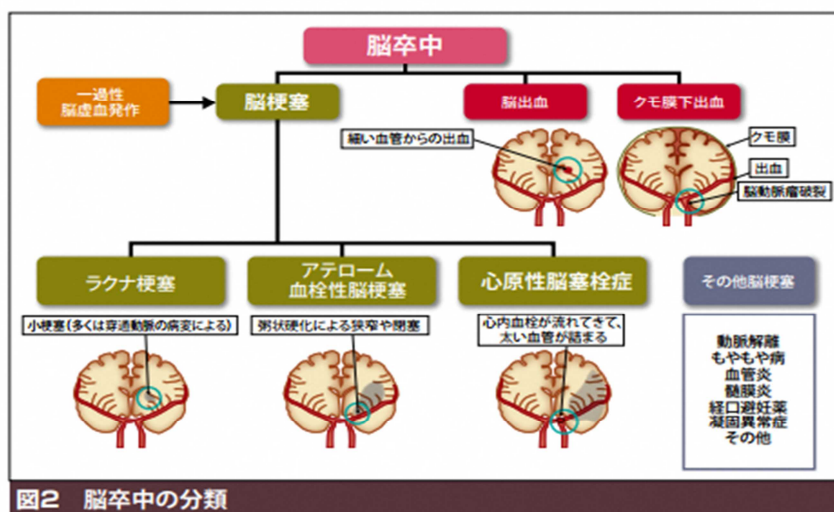 脳卒中
一過性
脳虚血発作
脳梗塞
脳出血
クモ膜下出血
細い血管からの出血
クモ膜
出血
脳動脈瘤破裂
ラクナ梗塞
アテローム
血栓性脳梗塞
心原性脳塞栓症
その他脳梗塞
小梗塞(多くは穿通動脈の病変による)
粥状硬化による狭窄や閉塞
心内血栓が流れてきて、
太い血管が詰まる
動脈解離
もやもや病
血管炎
髄膜炎
経口避妊薬
凝固異常症
その他
図2 脳卒中の分類